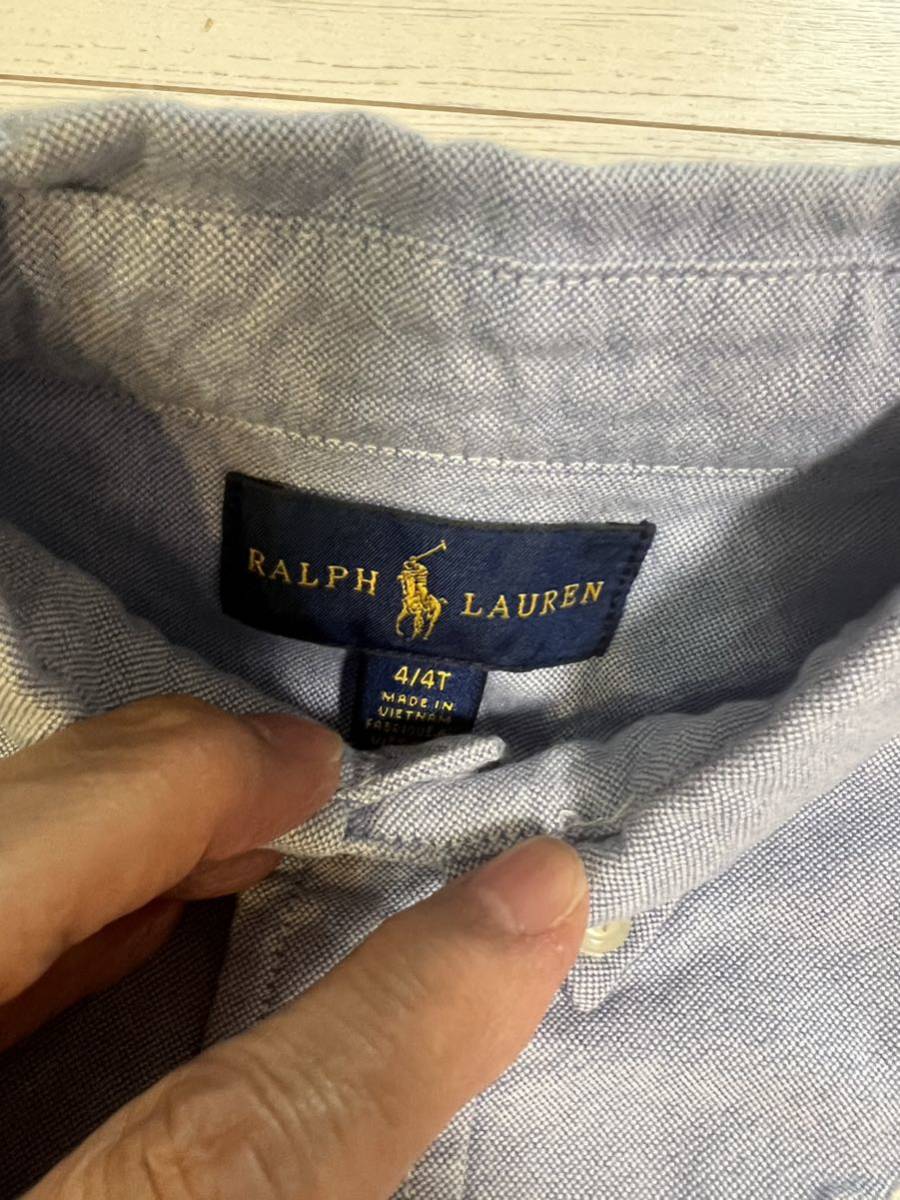 RALPH LAUREN
4/4T
MADE IN
VIETNAM